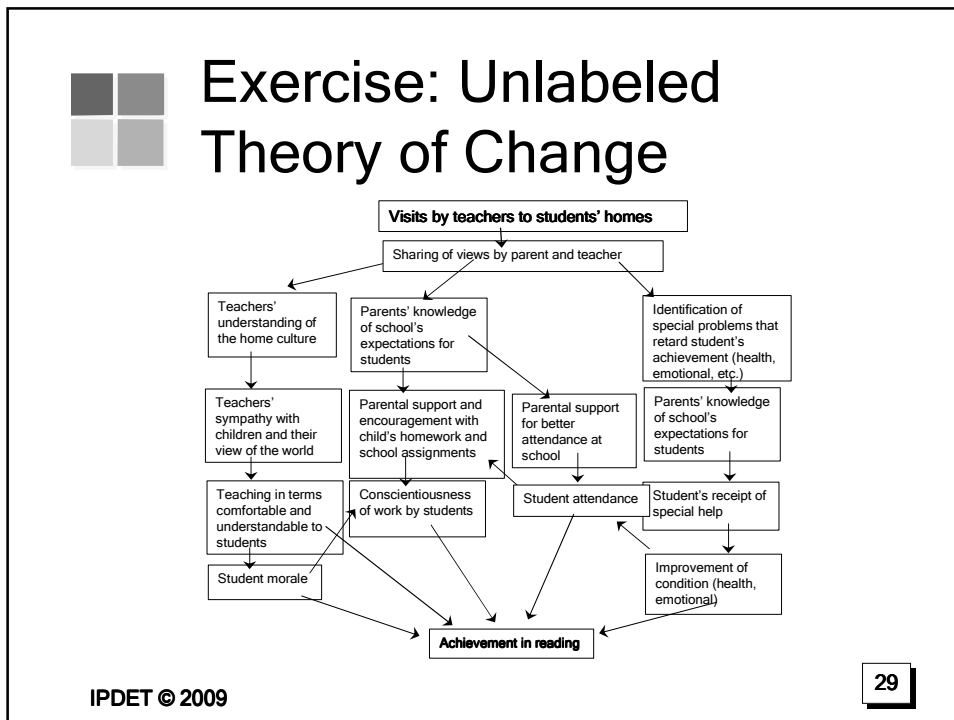 Exercise: Unlabeled
Theory of Change
Visits by teachers to students' homes
Sharing of views by parent and teacher
Teachers'
understanding of
the home culture
Parents' knowledge
of school's
expectations for
students
Identification of
special problems that
retard student's
achievement (health,
emotional, etc.)
Teachers'
sympathy with
children and their
view of the world
Parental support and
encouragement with
child's homework and
school assignments
Parental support
for better
attendance at
school
Parents' knowledge
of school's
expectations for
students
Teaching in terms
comfortable and
understandable to
students
Conscientiousness
of work by students
Student attendance
Student's receipt of
special help
Student morale
Improvement of
condition (health,
emotional)
Achievement in reading
IPDET © 2009
29